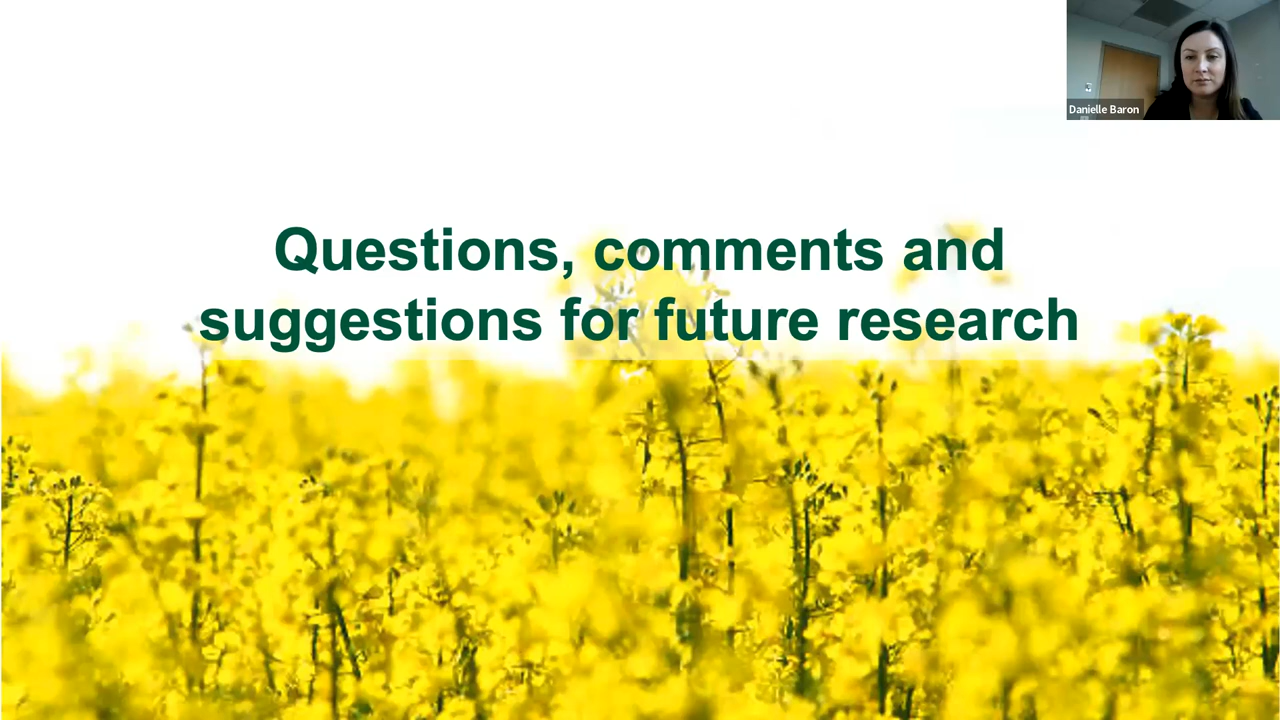 Danielle Baron
Questions, comments and
suggestions for future research